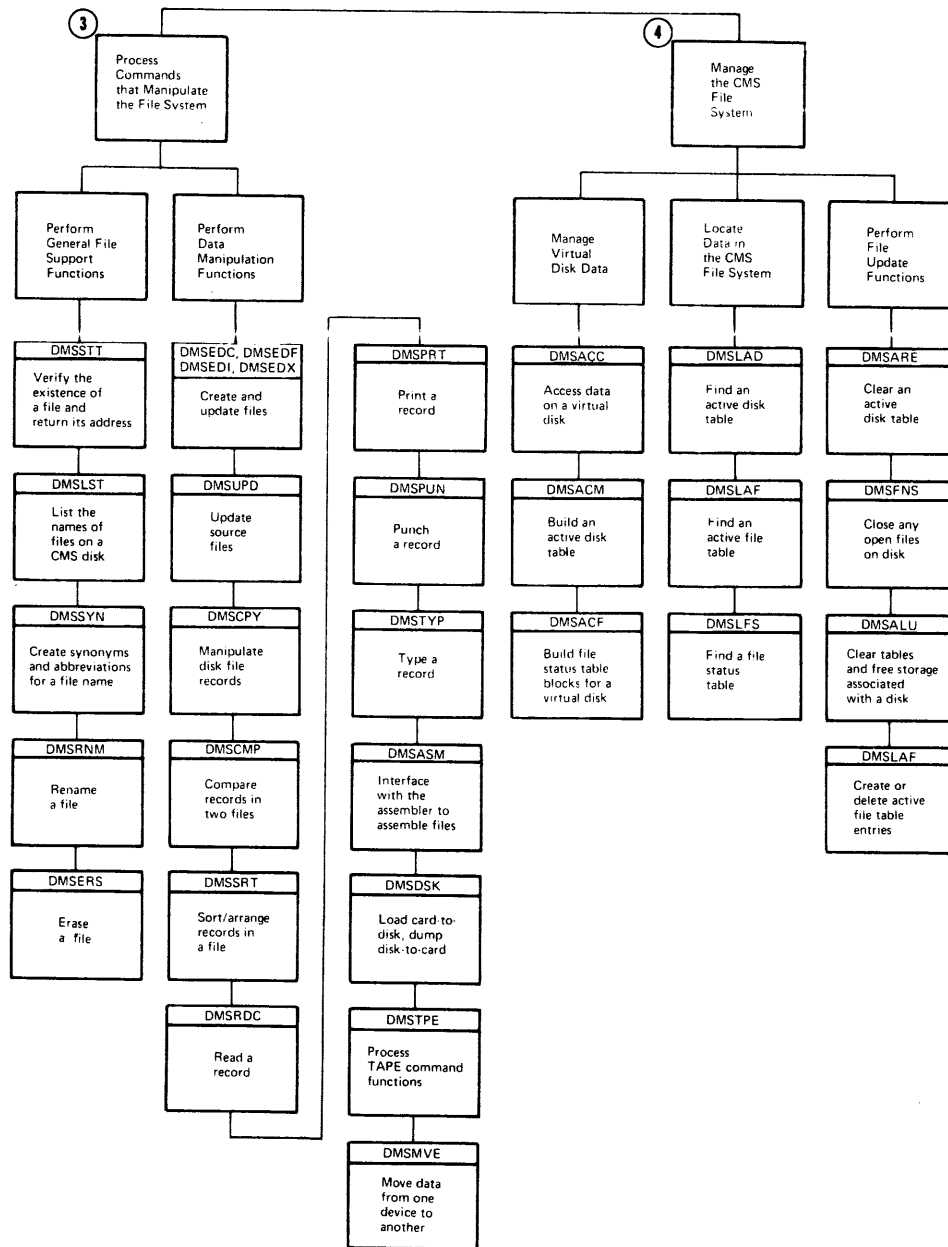 3
Process
Commands
that Manipulate
the File System
4
Manage
the CMS
File
System
Perform
General File
Support
Functions
Perform
Data
Manipulation
Functions
Manage
Virtual
Disk Data
Locate
Data in
the CMS
File System
Perform
File
Update
Functions
DMSSTT
Verify the
existence of
a file and
return its address
DMSLST
List the
names of
files on a
CMS disk
DMSSYN
Create synonyms
and abbreviations
for a file name
DMSRNM
Rename
a file
DMSERS
Erase
a file
DMSEDC, DMSEDF
DMSEDI, DMSEDX
Create and
update files
DMSUPD
Update
source
files
DMSCPY
Manipulate
disk file
records
DMSCMP
Compare
records in
two files
DMSSRT
Sort/arrange
records in
a file
DMSRDC
Read a
record
DMSPRT
Print a
record
DMSPUN
Punch
a record
DMSTYP
Type a
record
DMSASM
Interface
with the
assembler to
assemble files
DMSDSK
Load card-to-
disk, dump
disk-to-card
DMSTPE
Process
TAPE command
functions
DMSMVE
Move data
from one
device to
another
DMSACC
Access data
on a virtual
disk
DMSACM
Build an
active disk
table
DMSACF
Build file
status table
blocks for a
virtual disk
DMSLAD
Find an
active disk
table
DMSLAF
Find an
active file
table
DMSLFS
Find a file
status
table
DMSARE
Clear an
active
disk table
DMSFNS
Close any
open files
on disk
DMSALU
Clear tables
and free storage
associated
with a disk
DMSLAF
Create or
delete active
file table
entries